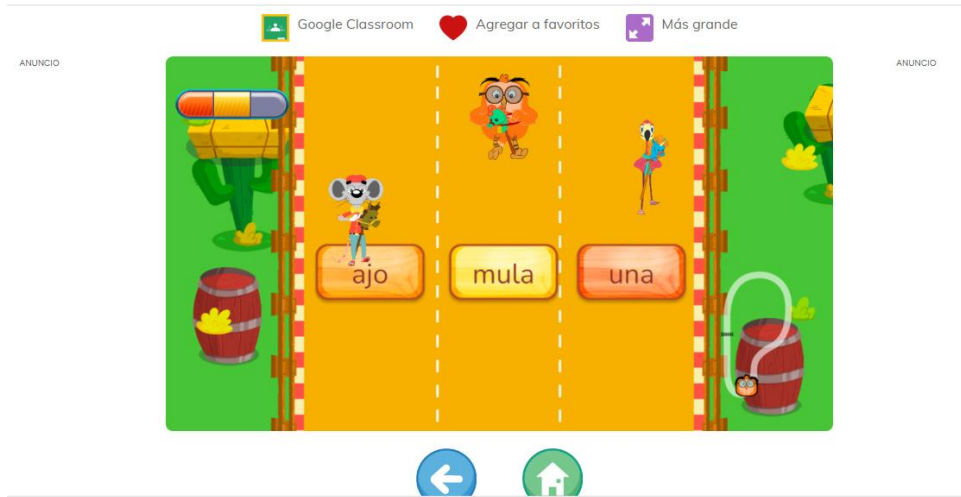 Google Classroom Agregar a favoritos Más grande
ANUNCIO ANUNCIO
ajo mula una